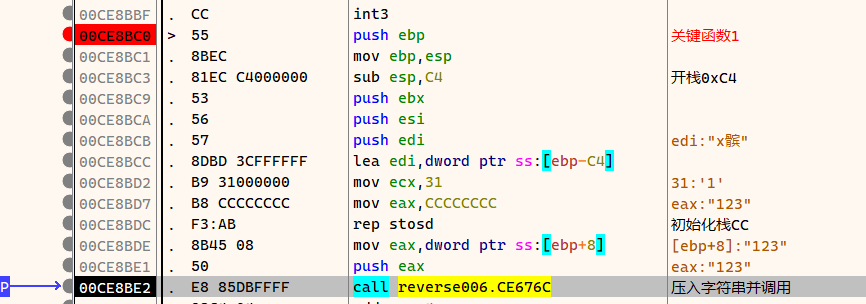 00CE8BBF . CC int3
00CE8BC0 > 55 push ebp 关键函数1
00CE8BC1 . 8BEC mov ebp,esp
00CE8BC3 . 81EC C4000000 sub esp,C4 开栈0xC4
00CE8BC9 . 53 push ebx
00CE8BCA . 56 push esi
00CE8BCB . 57 push edi edi:"x髌"
00CE8BCC . 8DBD 3CFFFFFF lea edi,dword ptr ss:[ebp-C4]
00CE8BD2 . B9 31000000 mov ecx,31 31:'1'
00CE8BD7 . B8 CCCCCCCC mov eax,CCCCCCCC eax:"123"
00CE8BDC . F3:AB rep stosd 初始化栈CC
00CE8BDE . 8B45 08 mov eax,dword ptr ss:[ebp+8] [ebp+8]:"123"
00CE8BE1 . 50 push eax eax:"123"
P 00CE8BE2 . E8 85DBFFFF call reverse006.CE676C 压入字符串并调用